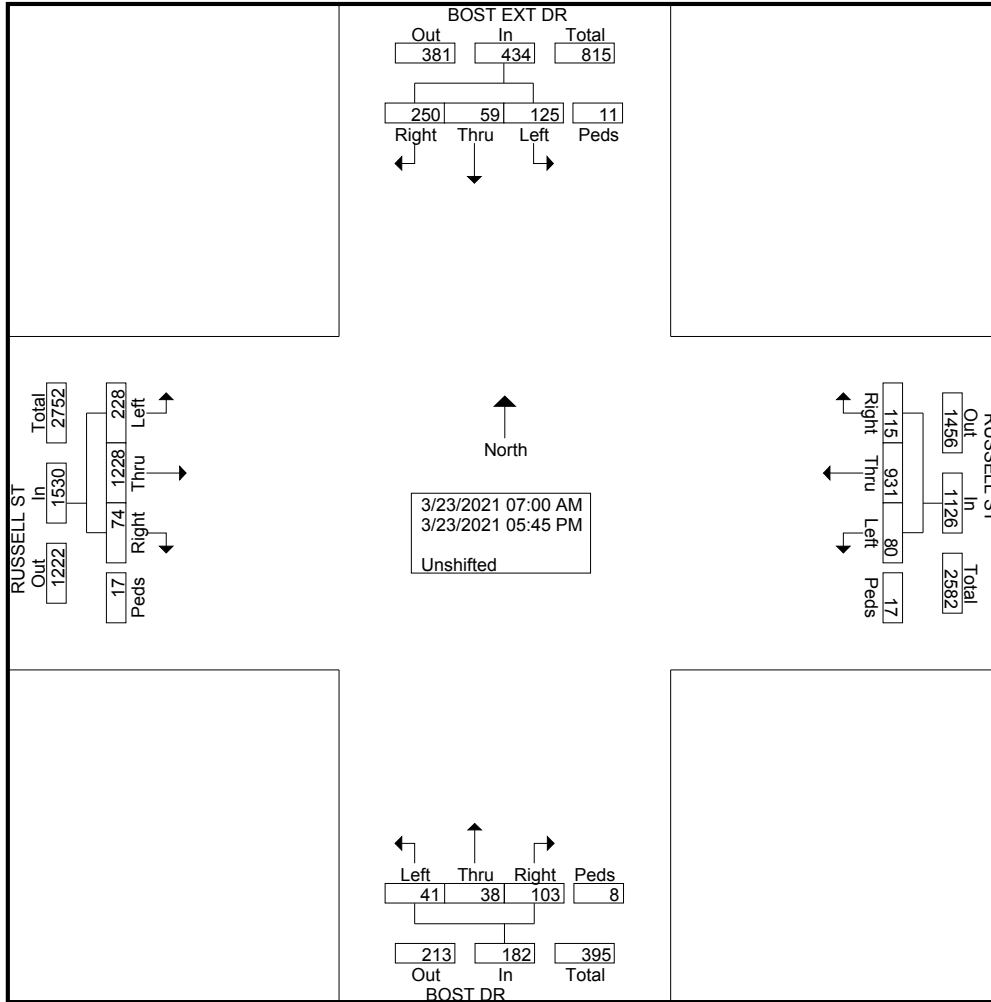 BOST EXT DR
Out In Total
381 434 815
250 59 125 11
Right Thru Left Peds
RUSSELL ST
Total In Out
2752 1530 1222
228 1228 74 17
Left Thru Right Peds
North
3/23/2021 07:00 AM
3/23/2021 05:45 PM
Unshifted
RUSSELL ST
Out In Total
1456 1126 2582
115 931 80 17
Right Thru Left Peds
Left Thru Right Peds
41 38 103 8
213 182 395
Out In Total
BOST DR